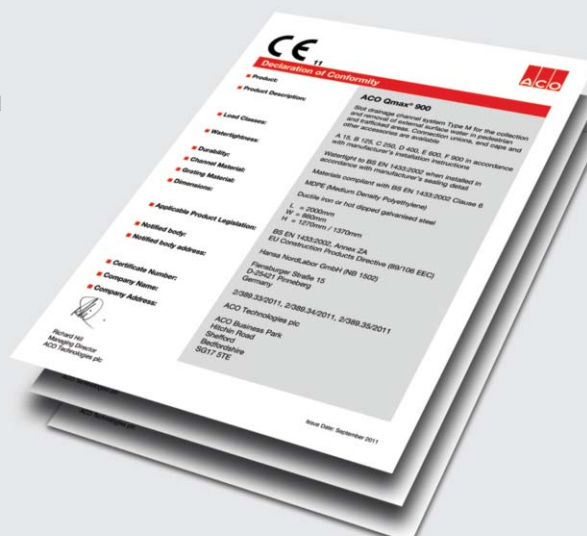 CE 11
ACO
Declaration of Conformity
Product:
ACO Qmax® 900
Product Description:
Slot drainage channel system Type M for the collection
and removal of external surface water in pedestrian
and trafficked areas. Connection unions, end caps and
other accessories are available
Load Classes:
A 15, B 125, C 250, D 400, E 600, F 900 in accordance
with manufacturer's installation instructions
Watertightness:
Watertight to BS EN 1433:2002 when installed in
accordance with manufacturer's sealing detail
Durability:
Materials compliant with BS EN 1433:2002 Clause 6
Channel Material:
MDPE (Medium Density Polyethylene)
Grating Material:
Ductile iron or hot dipped galvanised steel
Dimensions:
L = 2000mm
W = 860mm
H = 1270mm / 1370mm
Applicable Product Legislation:
BS EN 1433:2002, Annex ZA
EU Construction Products Directive (89/106 EEC)
Notified body:
Hansa NordLabor GmbH (NB 1502)
Notified body address:
Flensburger Straße 15
D-25421 Pinneberg
Germany
Certificate Number:
2/389.33/2011, 2/389.34/2011, 2/389.35/2011
Company Name:
ACO Technologies plc
Company Address:
ACO Business Park
Hitchin Road
Shefford
Bedfordshire
SG17 5TE
Richard Hill
Managing Director
ACO Technologies plc
Issue Date: September 2011
ACO Technologies plc
ACO Technologies plc